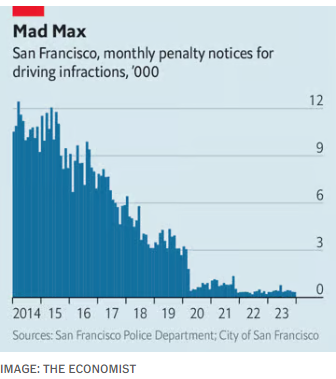 Mad Max
San Francisco, monthly penalty notices for
driving infractions, ’000
12
9
6
3
0
2014 15 16 17 18 19 20 21 22 23
Sources: San Francisco Police Department; City of San Francisco
IMAGE: THE ECONOMIST